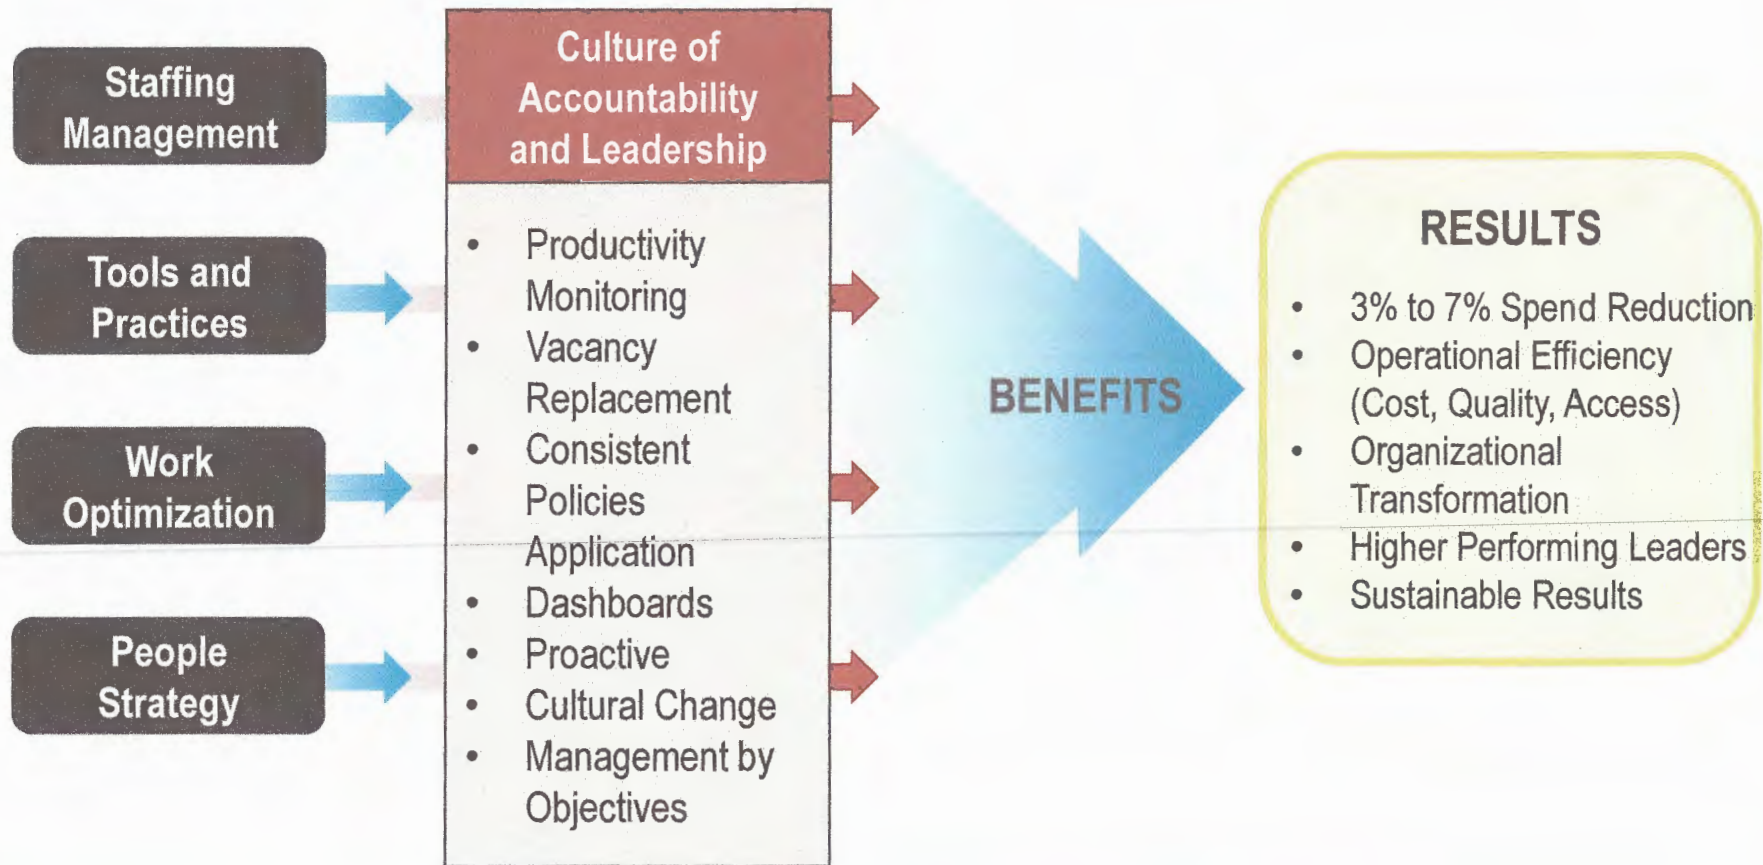 Staffing
Management
Tools and
Practices
Work
Optimization
People
Strategy
Culture of
Accountability
and Leadership
• Productivity
Monitoring
• Vacancy
Replacement
• Consistent
Policies
Application
• Dashboards
• Proactive
• Cultural Change
• Management by
Objectives
BENEFITS
RESULTS
• 3% to 7% Spend Reduction
• Operational Efficiency
(Cost, Quality, Access)
• Organizational
Transformation
• Higher Performing Leaders
• Sustainable Results